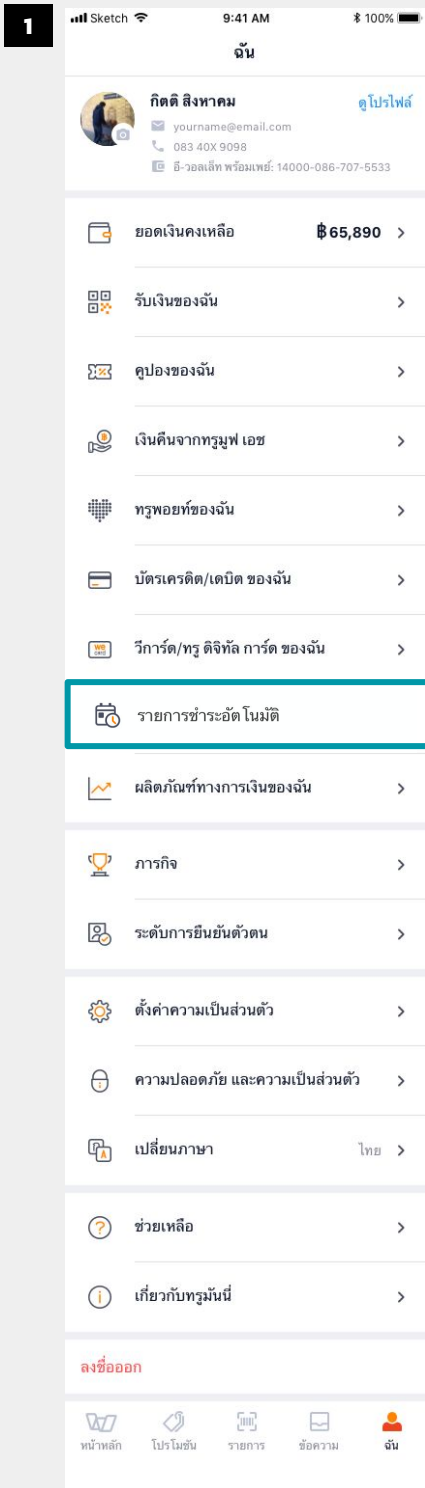 1
Sketch 9:41 AM 100%
ฉัน
กิตติ สิงหาคม ดูโปรไฟล์
yourname@email.com
083 40X 9098
อี-วอลเล็ท พร้อมเพย์: 14000-086-707-5533
ยอดเงินคงเหลือ ฿65,890
รับเงินของฉัน
คูปองของฉัน
เงินคืนจากทรูมูฟ เอช
ทรูพอยท์ของฉัน
บัตรเครดิต/เดบิต ของฉัน
วีการ์ด/ทรู ดิจิทัล การ์ด ของฉัน
รายการชำระอัตโนมัติ
ผลิตภัณฑ์ทางการเงินของฉัน
ภารกิจ
ระดับการยืนยันตัวตน
ตั้งค่าความเป็นส่วนตัว
ความปลอดภัย และความเป็นส่วนตัว
เปลี่ยนภาษา ไทย
ช่วยเหลือ
เกี่ยวกับทรูมันนี่
ลงชื่อออก
หน้าหลัก โปรโมชัน รายการ ข้อความ ฉัน